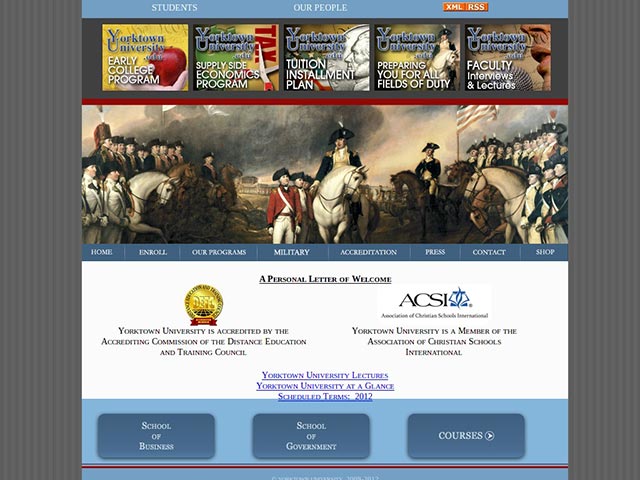 STUDENTS
OUR PEOPLE
XML RSS
Yorktown University .edu
EARLY COLLEGE PROGRAM
Yorktown University .edu
SUPPLY SIDE ECONOMICS PROGRAM
TAX
Yorktown University .edu
TUITION INSTALLMENT PLAN
Yorktown University .edu
PREPARING YOU FOR ALL FIELDS OF DUTY
Yorktown University .edu
FACULTY Interviews & Lectures
HOME
ENROLL
OUR PROGRAMS
MILITARY
ACCREDITATION
PRESS
CONTACT
SHOP
A Personal Letter of Welcome
DETC
Yorktown University is accredited by the
Accrediting Commission of the Distance Education
and Training Council
ACSI
Association of Christian Schools International
Yorktown University is a Member of the
Association of Christian Schools
International
Yorktown University Lectures
Yorktown University at a Glance
Scheduled Terms: 2012
School
of
Business
School
of
Government
COURSES
© YORKTOWN UNIVERSITY, 2009-2012